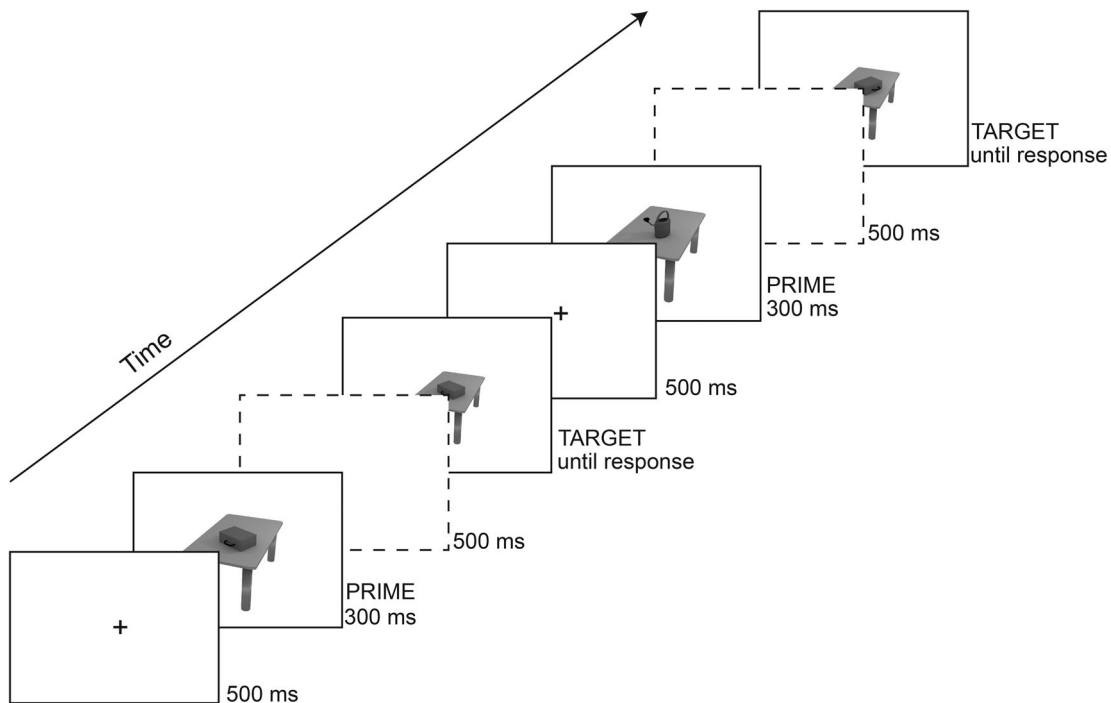 TARGET
until response
500 ms
PRIME
300 ms
Time
500 ms
TARGET
until response
500 ms
PRIME
300 ms
500 ms